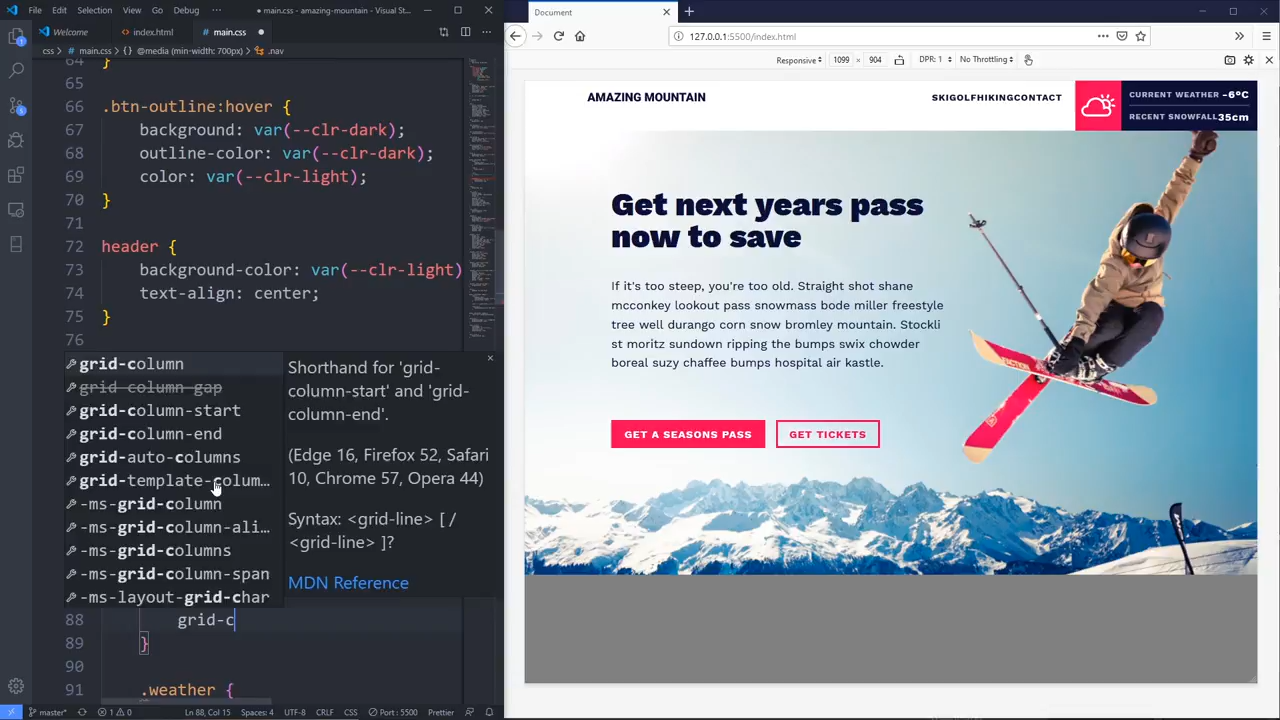 File Edit Selection View Go Debug ··· ● main.css - amazing-mountain - Visual St...
Welcome index.html # main.css ●
css > # main.css > @media (min-width: 700px) > .nav
64 }
65
66 .btn-outline:hover {
67 background: var(--clr-dark);
68 outline-color: var(--clr-dark);
69 color: var(--clr-light);
70 }
71
72 header {
73 background-color: var(--clr-light)
74 text-align: center;
75 }
grid-column
grid-column-gap
grid-column-start
grid-column-end
grid-auto-columns
grid-template-colum...
-ms-grid-column
-ms-grid-column-ali...
-ms-grid-columns
-ms-grid-column-span
-ms-layout-grid-char
Shorthand for 'grid-
column-start' and 'grid-
column-end'.
(Edge 16, Firefox 52, Safari
10, Chrome 57, Opera 44)
Syntax: <grid-line> [ /
<grid-line> ]?
MDN Reference
88 grid-c
89 }
90
91 .weather {
master* 1 0 Ln 88, Col 15 Spaces: 4 UTF-8 CRLF CSS Port : 5500 Prettier
Document
127.0.0.1:5500/index.html
Responsive 1099 × 904 DPR: 1 No Throttling
AMAZING MOUNTAIN
SKIGOLFHIKINGCONTACT
CURRENT WEATHER -6°C
RECENT SNOWFALL35cm
Get next years pass
now to save
If it's too steep, you're too old. Straight shot shane
mcconkey lookout pass snowmass bode miller freestyle
tree well durango corn snow bromley mountain. Stockli
st moritz sundown ripping the bumps swix chowder
boreal suzy chaffee bumps hospital air kastle.
GET A SEASONS PASS
GET TICKETS